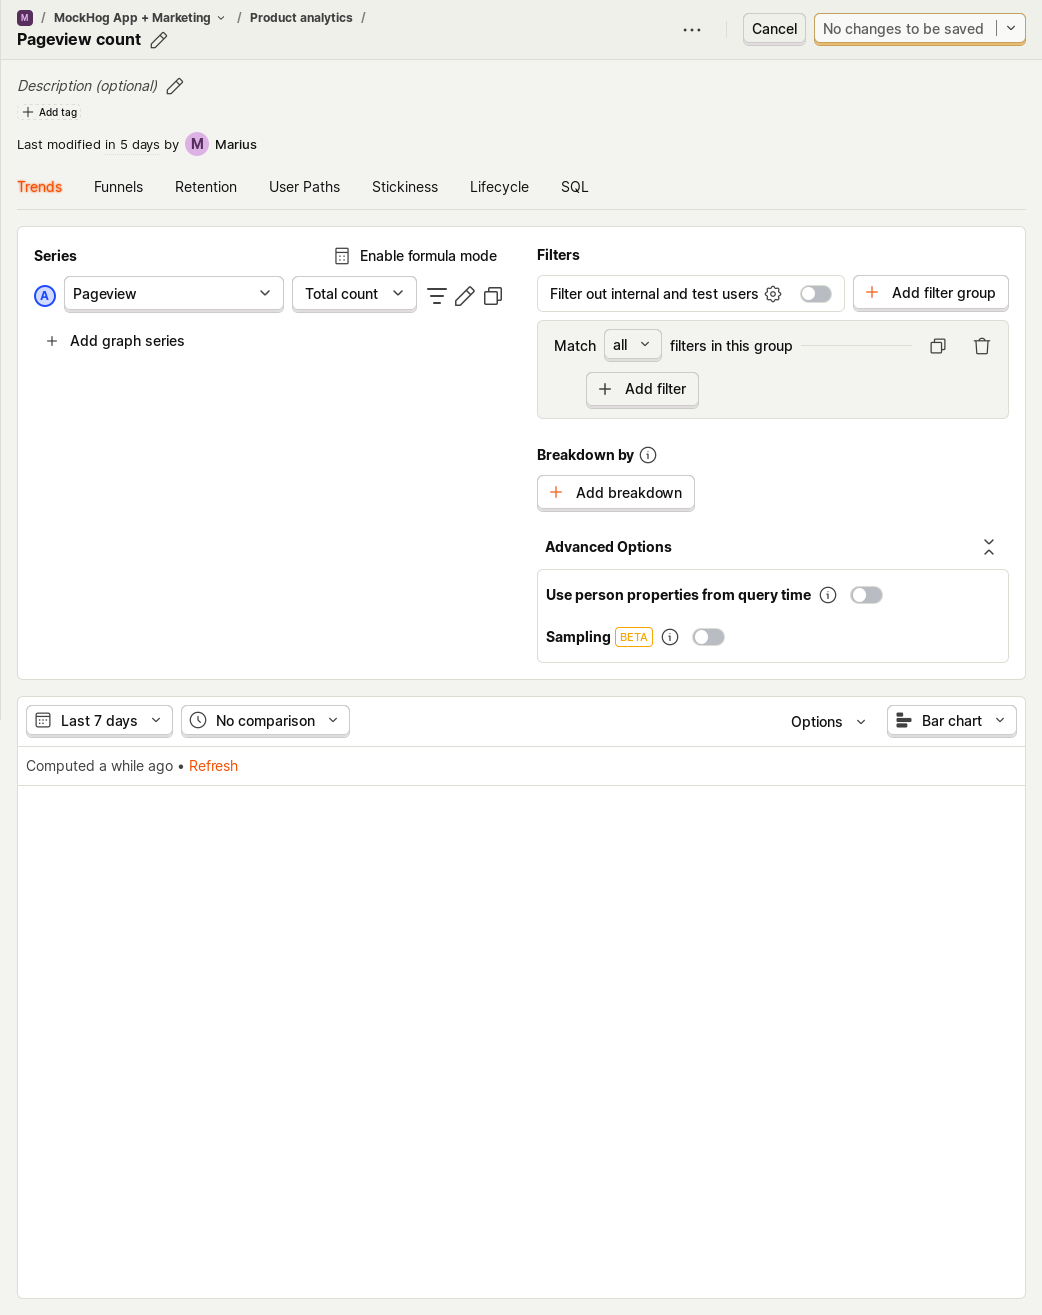 M / MockHog App + Marketing / Product analytics /
Pageview count
Cancel
No changes to be saved
Description (optional)
Add tag
Last modified in 5 days by M Marius
Trends Funnels Retention User Paths Stickiness Lifecycle SQL
Series
Enable formula mode
A Pageview Total count
Add graph series
Filters
Filter out internal and test users
Add filter group
Match all filters in this group
Add filter
Breakdown by
Add breakdown
Advanced Options
Use person properties from query time
Sampling BETA
Last 7 days No comparison Options Bar chart
Computed a while ago • Refresh